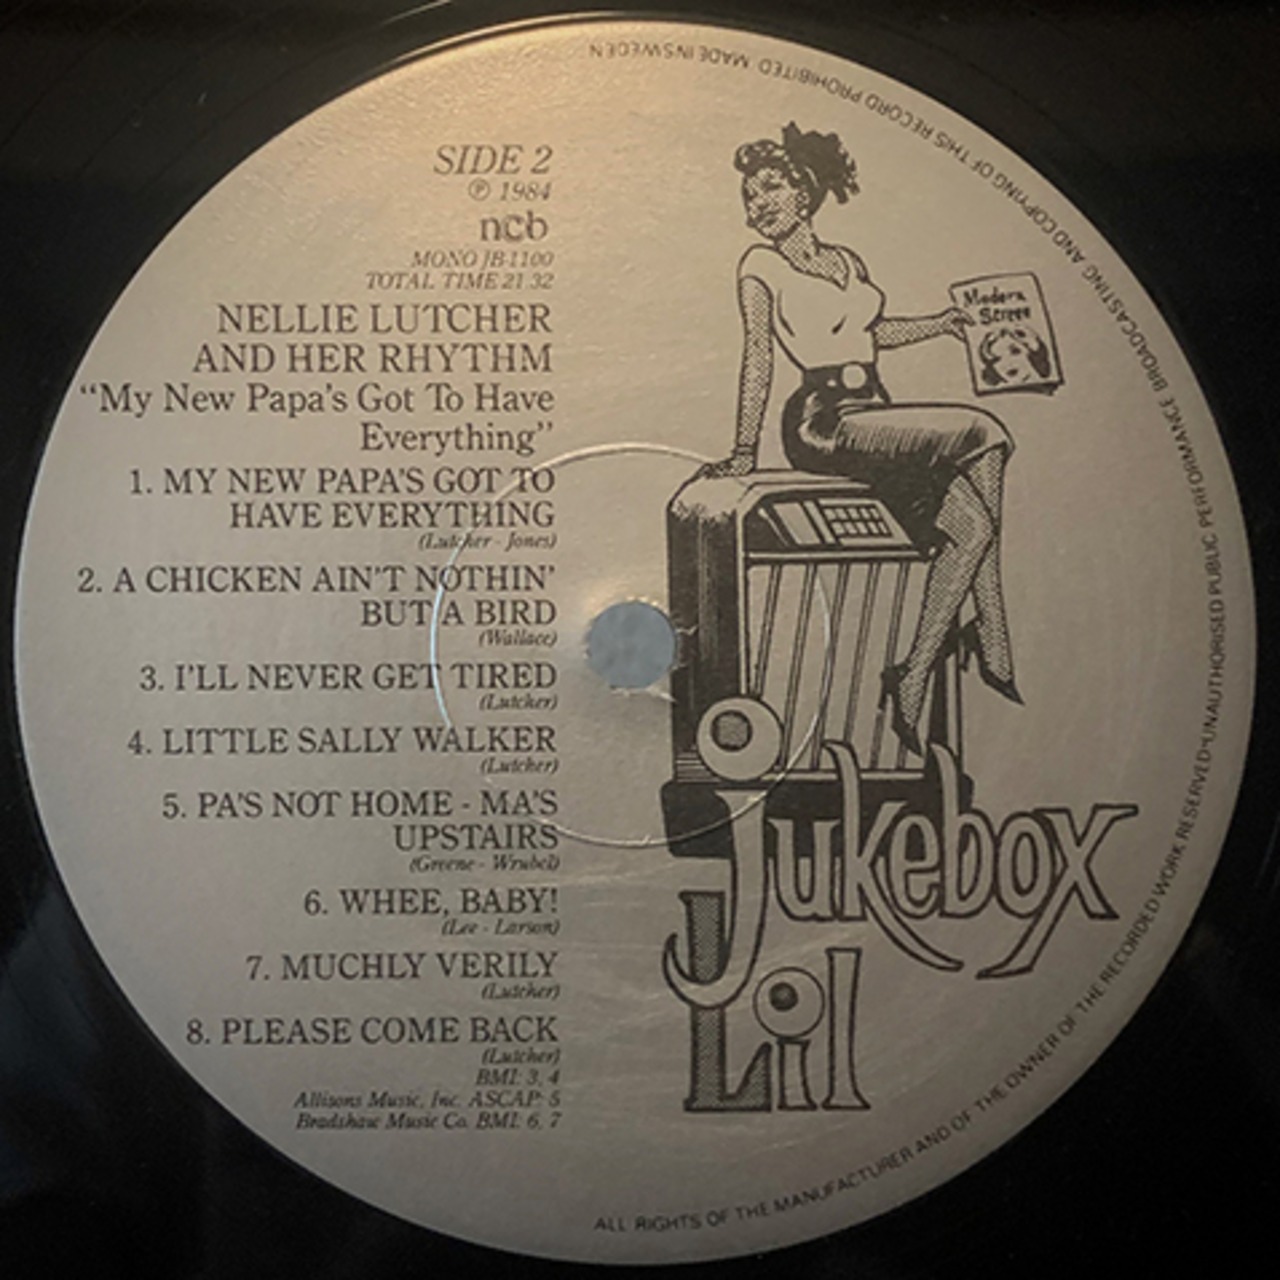 SIDE 2
℗ 1984
ncb
MONO JB-1100
TOTAL TIME 21.32
NELLIE LUTCHER
AND HER RHYTHM
“My New Papa's Got To Have
Everything”
1. MY NEW PAPA'S GOT TO
HAVE EVERYTHING
(Lutcher - Jones)
2. A CHICKEN AIN'T NOTHIN'
BUT A BIRD
(Wallace)
3. I'LL NEVER GET TIRED
(Lutcher)
4. LITTLE SALLY WALKER
(Lutcher)
5. PA'S NOT HOME - MA'S
UPSTAIRS
(Greene - Wrubel)
6. WHEE, BABY!
(Lee - Larson)
7. MUCHLY VERILY
(Lutcher)
8. PLEASE COME BACK
(Lutcher)
BMI: 3, 4
Allisons Music, Inc. ASCAP: 5
Bradshaw Music Co. BMI: 6, 7
Modern
Screen
Jukebox
Lil
ALL RIGHTS OF THE MANUFACTURER AND OF THE OWNER OF THE RECORDED WORK RESERVED·UNAUTHORISED PUBLIC PERFORMANCE BROADCASTING AND COPYING OF THIS RECORD PROHIBITED MADE IN SWEDEN